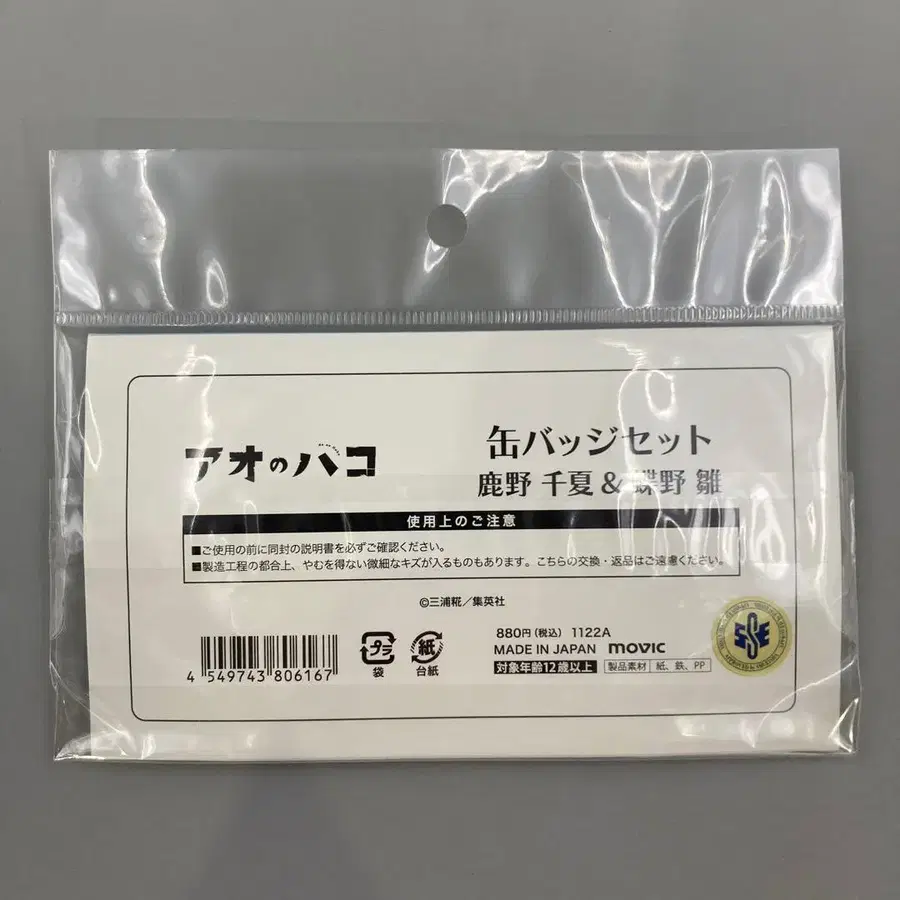 アオのハコ
缶バッジセット
鹿野 千夏 & 蝶野 雛
使用上のご注意
■ご使用の前に同封の説明書を必ずご確認ください。
■製造工程の都合上、やむを得ない微細なキズが入るものもあります。こちらの交換・返品はご遠慮ください。
©三浦糀/集英社
4 549743 806167
プラ
袋
紙
台紙
880円(税込) 1122A
MADE IN JAPAN movic
対象年齢12歳以上 製品素材 紙、鉄、PP
SSE